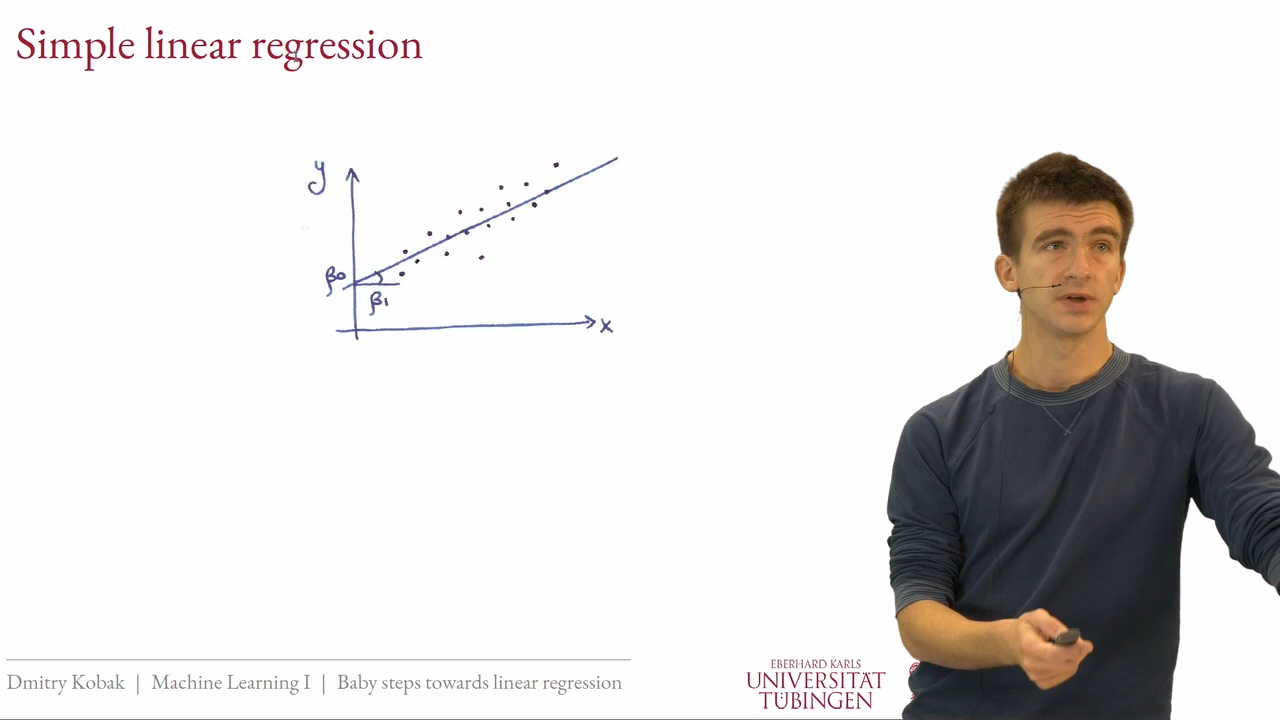 Simple linear regression
y
β0
β1
x
Dmitry Kobak | Machine Learning I | Baby steps towards linear regression
EBERHARD KARLS
UNIVERSITÄT
TÜBINGEN